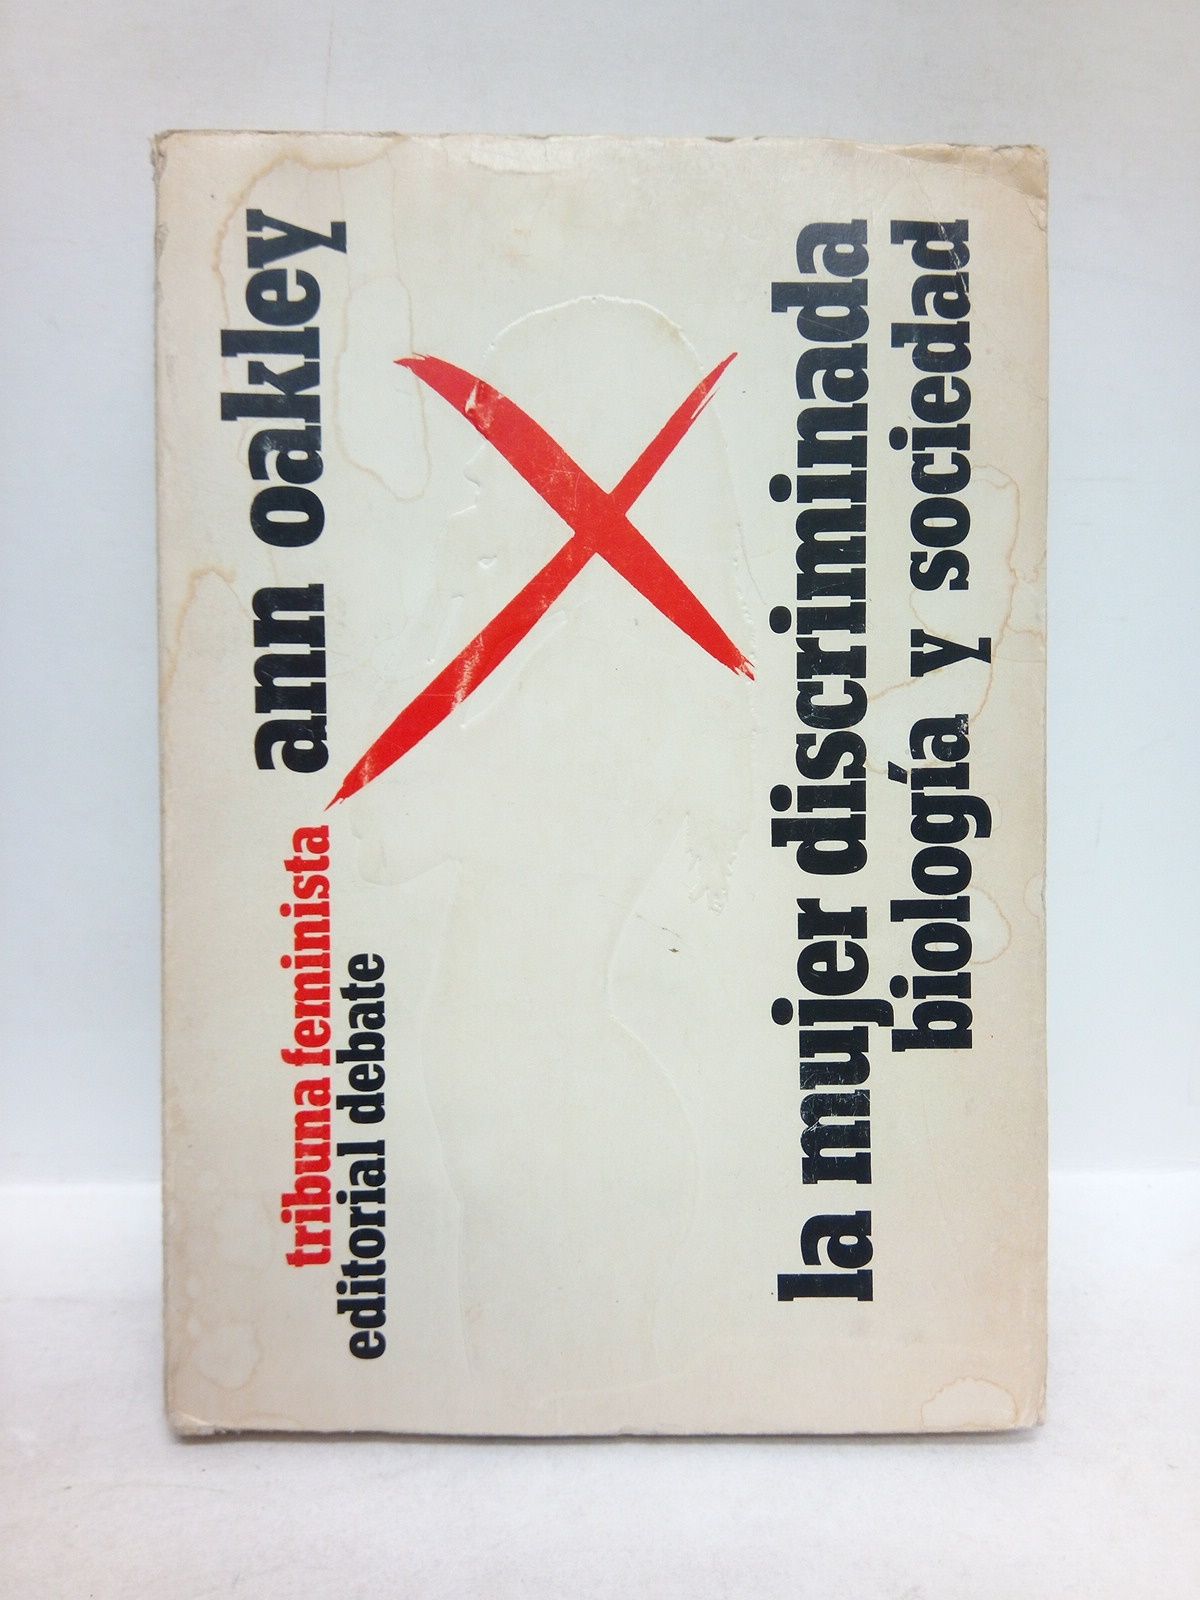 tribuna feminista
editorial debate
ann oakley
la mujer discriminada
biología y sociedad